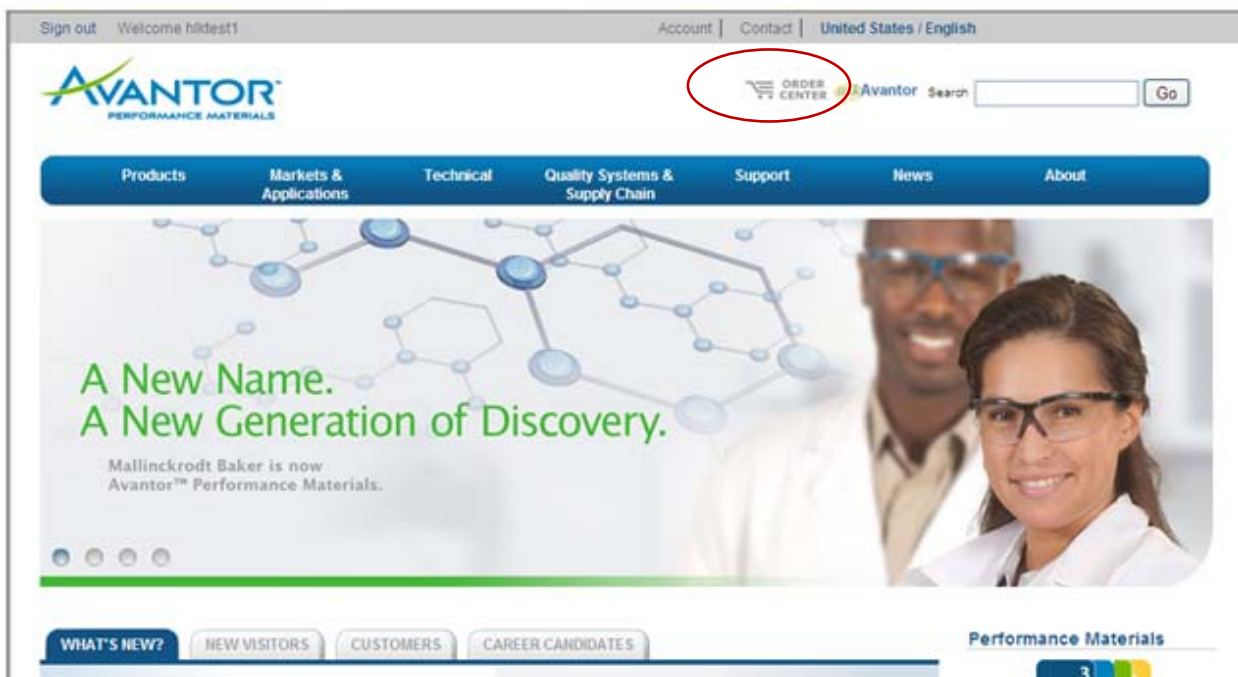 Sign out Welcome hlktest1 Account | Contact | United States / English
AVANTOR™
PERFORMANCE MATERIALS
ORDER
CENTER
Avantor Search Go
Products Markets & Technical Quality Systems & Support News About
Applications Supply Chain
A New Name.
A New Generation of Discovery.
Mallinckrodt Baker is now
Avantor™ Performance Materials.
WHAT'S NEW? NEW VISITORS CUSTOMERS CAREER CANDIDATES Performance Materials
3